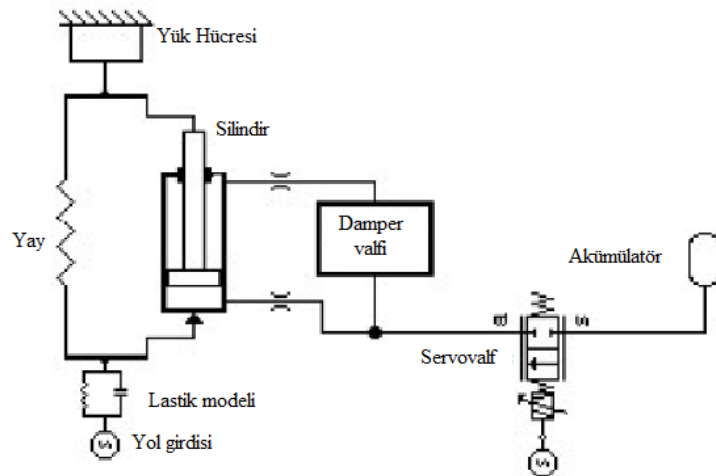 Yük Hücresi
Silindir
Yay
Damper
valfi
Akümülatör
a
s
Servovalf
Lastik modeli
Yol girdisi
S
S